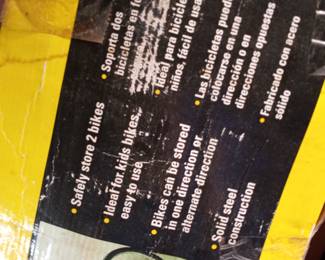 • Safely store 2 bikes
• Ideal for kids bikes,
easy to use
• Bikes can be stored
in one direction or
alternate direction
• Solid steel
construction
• Soporta dos
bicicletas en
• Ideal para
niños, fácil de usa
• Las bicicletas
colocarse en una
dirección o en
direcciones opuestas
• Fabricado con acero
sólido